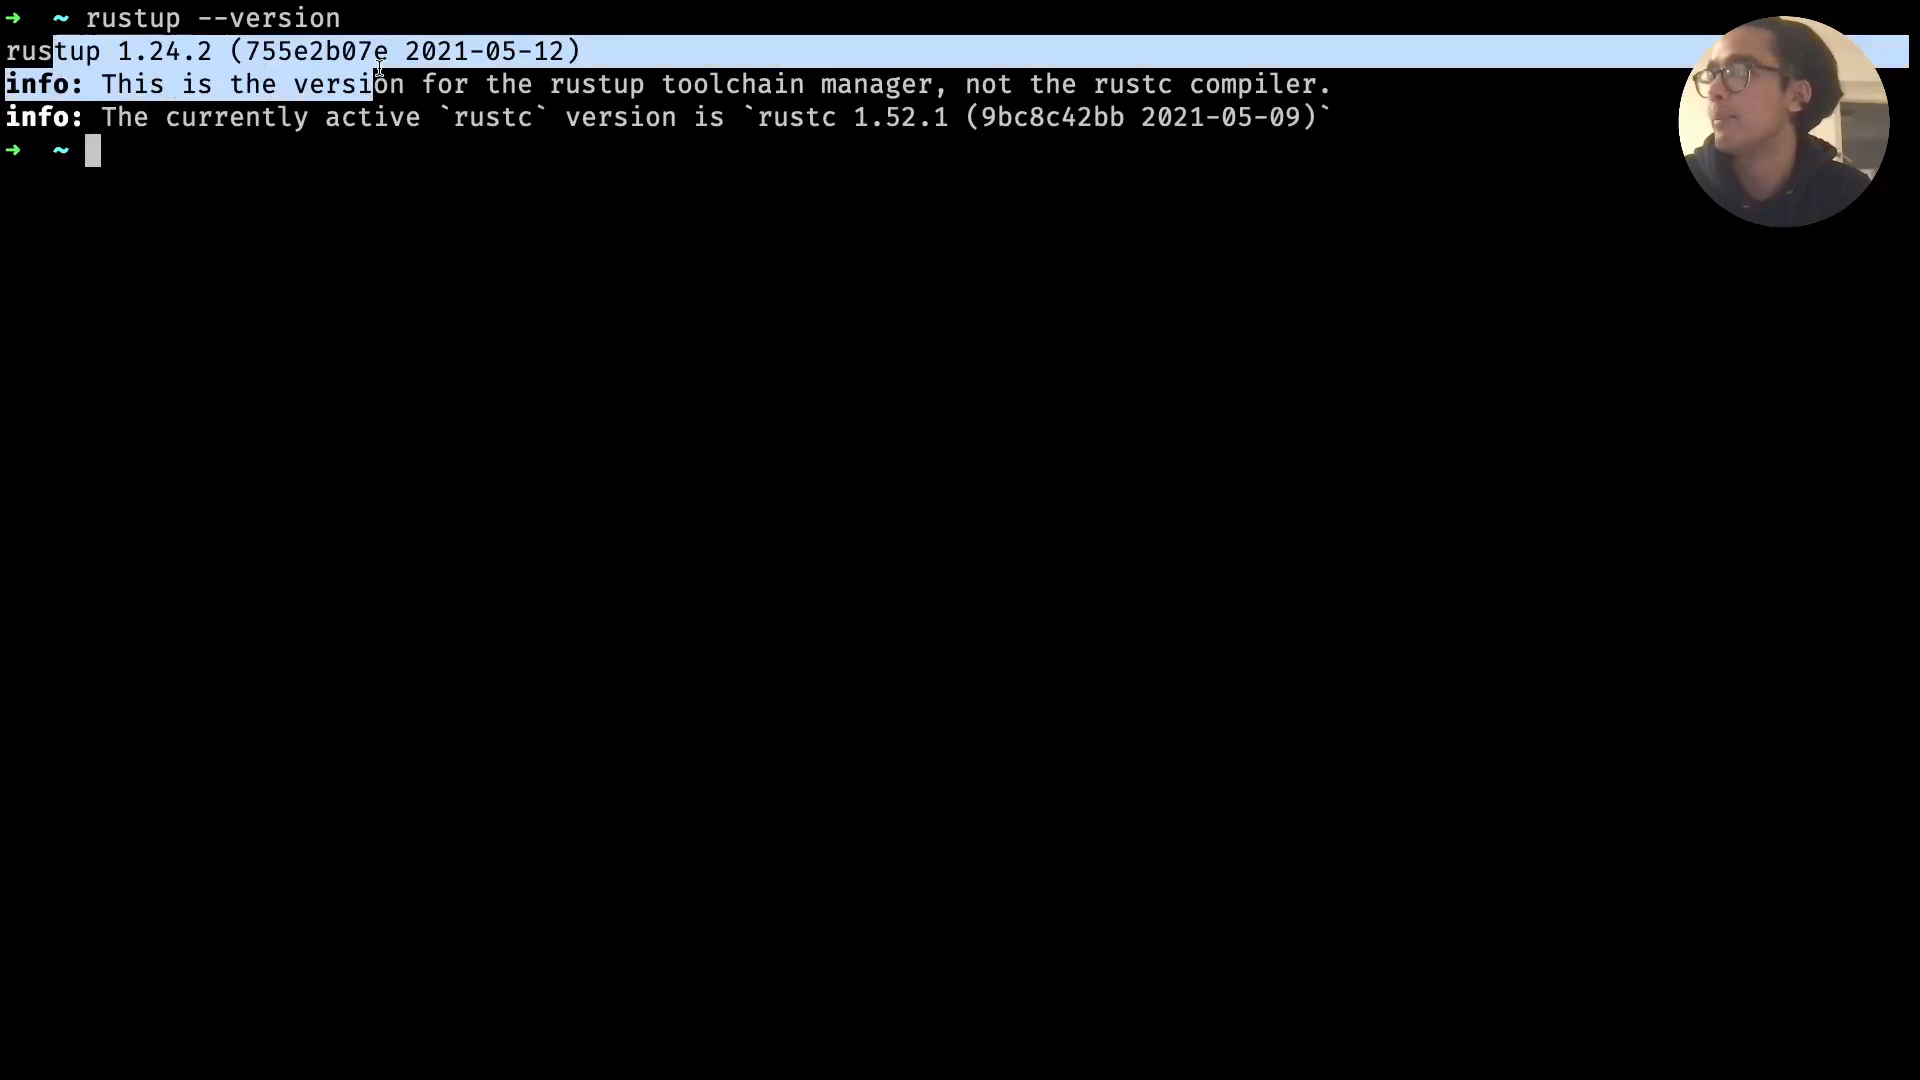 ➜ ~ rustup --version
rustup 1.24.2 (755e2b07e 2021-05-12)
info: This is the version for the rustup toolchain manager, not the rustc compiler.
info: The currently active `rustc` version is `rustc 1.52.1 (9bc8c42bb 2021-05-09)`
➜ ~